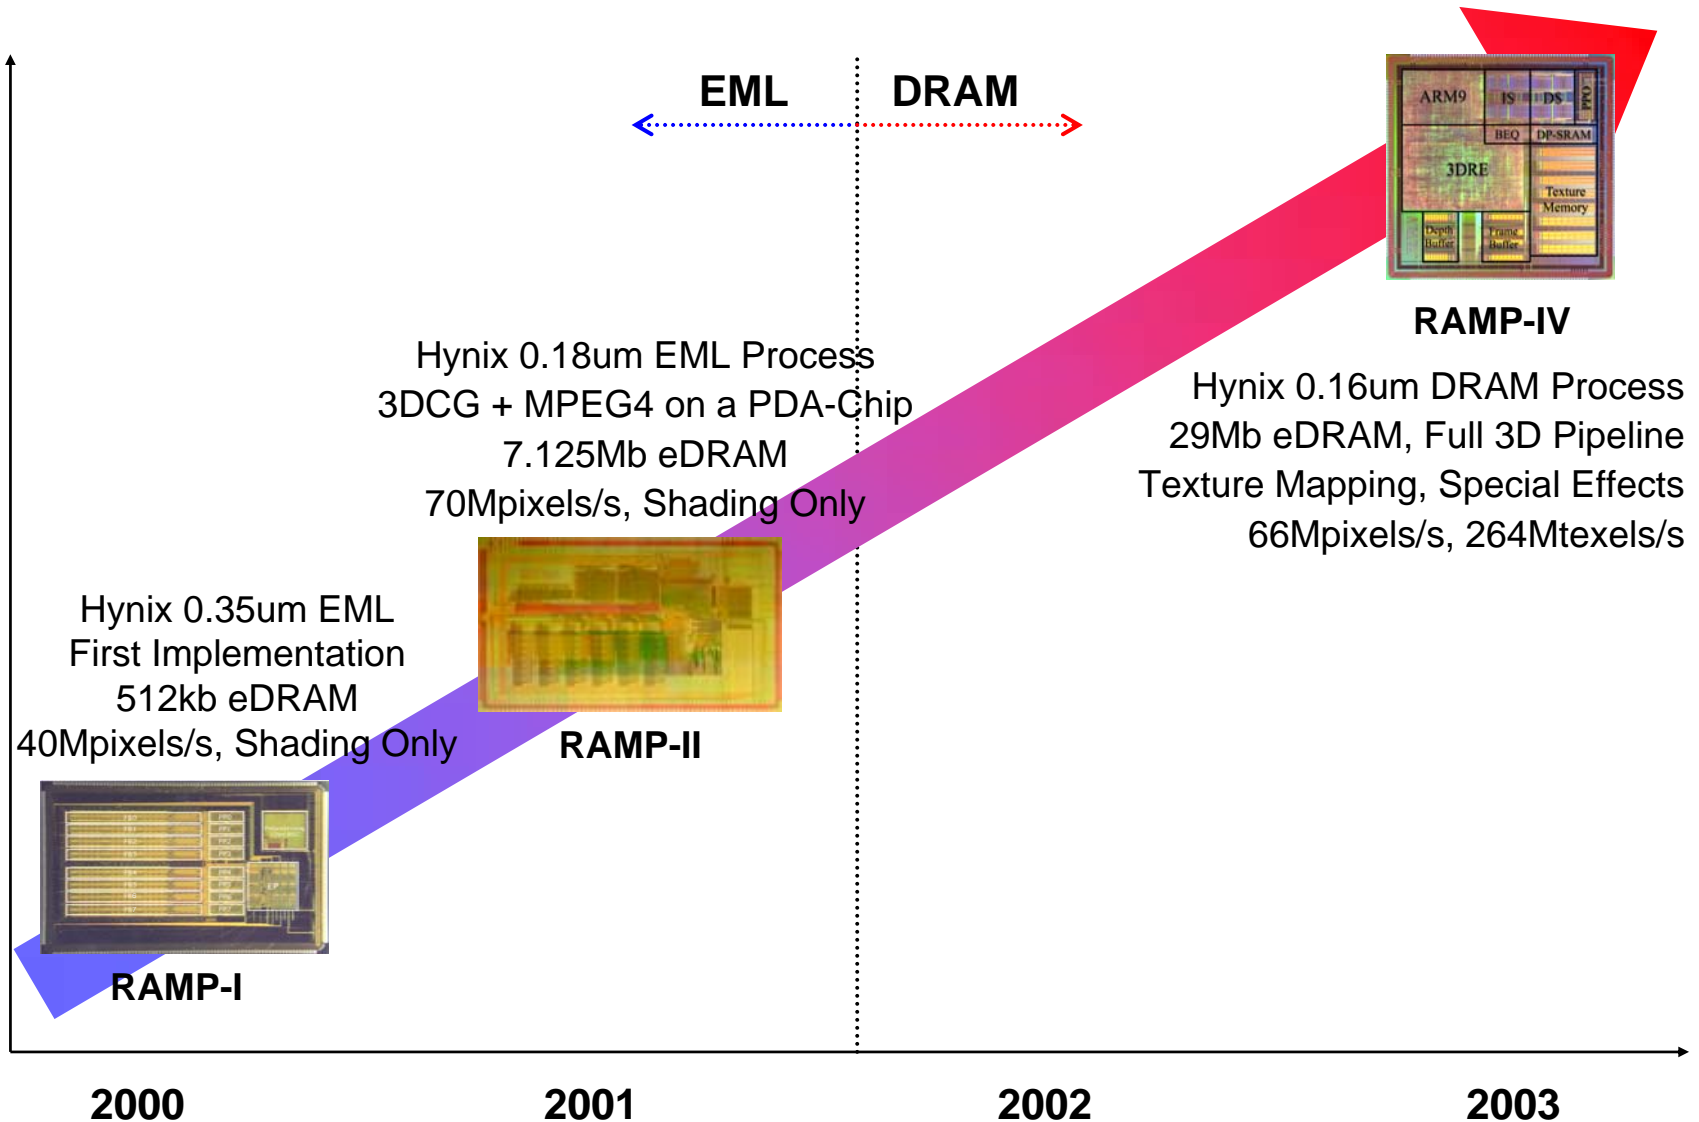 EML
DRAM
ARM9
IS
DS
PPO
BEQ
DP-SRAM
3DRE
Texture
Memory
Depth
Buffer
Frame
Buffer
RAMP-IV
Hynix 0.16um DRAM Process
29Mb eDRAM, Full 3D Pipeline
Texture Mapping, Special Effects
66Mpixels/s, 264Mtexels/s
Hynix 0.18um EML Process
3DCG + MPEG4 on a PDA-Chip
7.125Mb eDRAM
70Mpixels/s, Shading Only
RAMP-II
Hynix 0.35um EML
First Implementation
512kb eDRAM
40Mpixels/s, Shading Only
RAMP-I
2000
2001
2002
2003